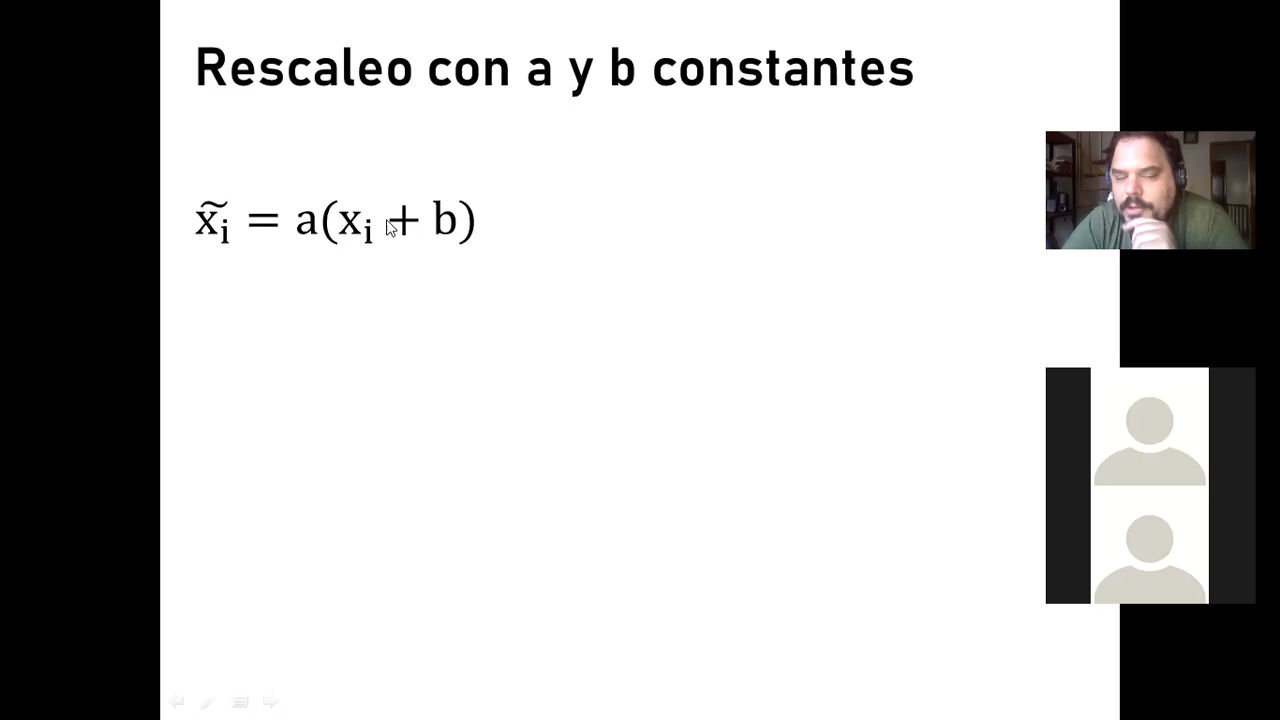 Rescaleo con a y b constantes
x̃ᵢ = a(xᵢ + b)